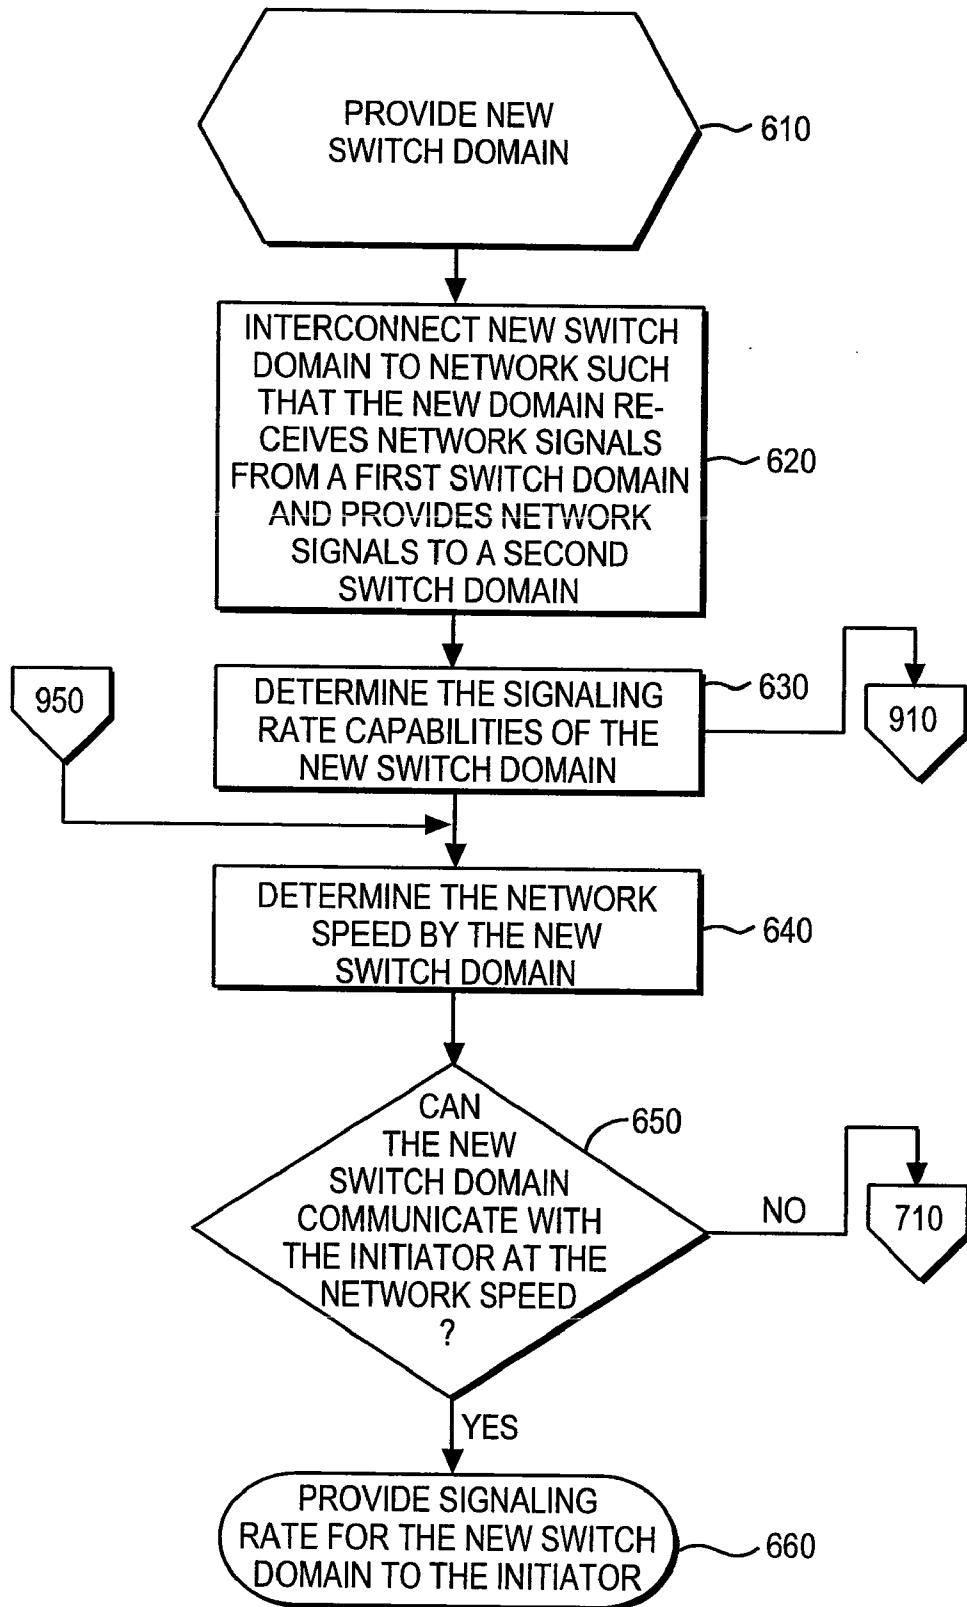 PROVIDE NEW
SWITCH DOMAIN
610
INTERCONNECT NEW SWITCH
DOMAIN TO NETWORK SUCH
THAT THE NEW DOMAIN RE-
CEIVES NETWORK SIGNALS
FROM A FIRST SWITCH DOMAIN
AND PROVIDES NETWORK
SIGNALS TO A SECOND
SWITCH DOMAIN
620
950
DETERMINE THE SIGNALING
RATE CAPABILITIES OF THE
NEW SWITCH DOMAIN
630
910
DETERMINE THE NETWORK
SPEED BY THE NEW
SWITCH DOMAIN
640
CAN
THE NEW
SWITCH DOMAIN
COMMUNICATE WITH
THE INITIATOR AT THE
NETWORK SPEED
?
650
NO
710
YES
PROVIDE SIGNALING
RATE FOR THE NEW SWITCH
DOMAIN TO THE INITIATOR
660